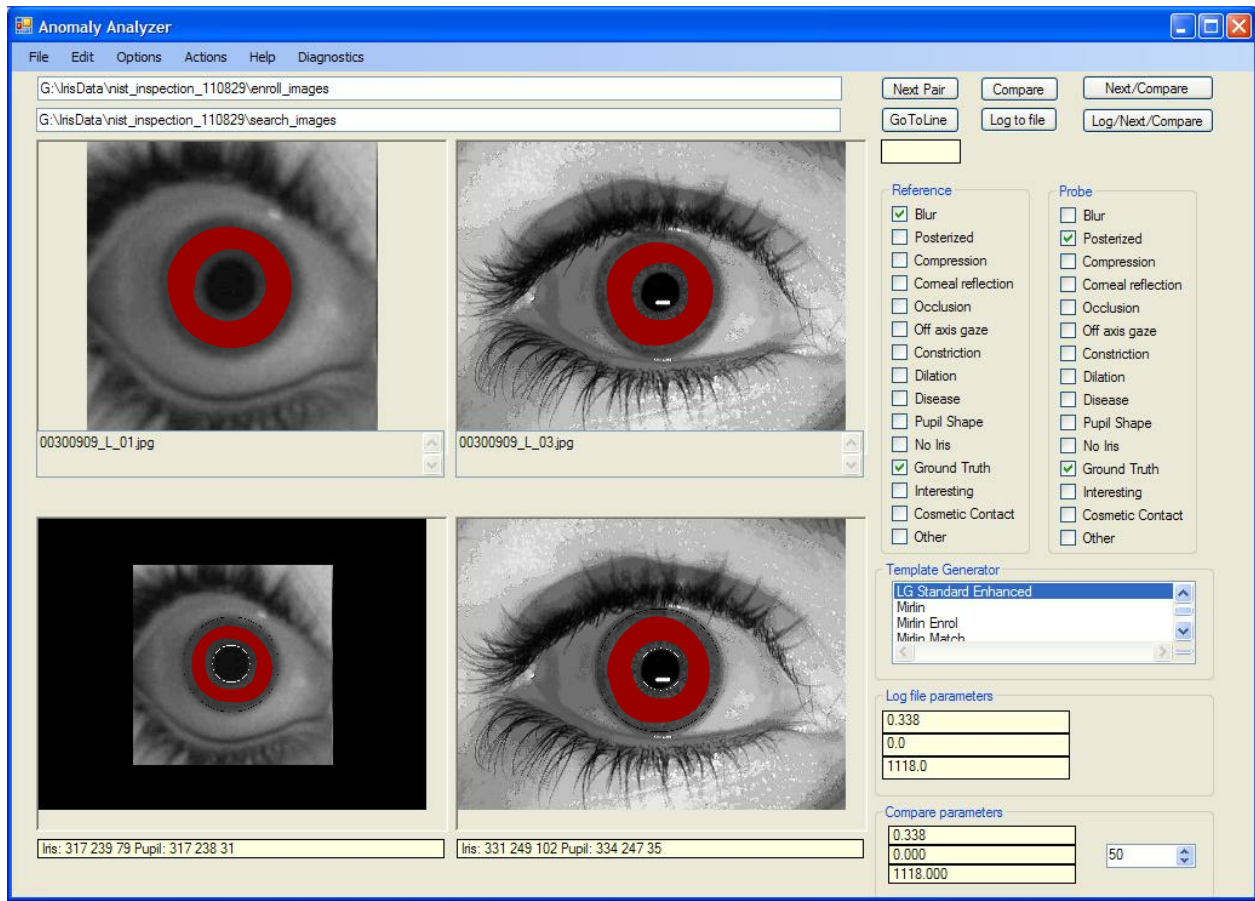 Anomaly Analyzer
File Edit Options Actions Help Diagnostics
G:\IrisData\nist_inspection_110829\enroll_images
G:\IrisData\nist_inspection_110829\search_images
Next Pair Compare Next/Compare
GoToLine Log to file Log/Next/Compare
00300909_L_01.jpg
00300909_L_03.jpg
Reference
Blur
Posterized
Compression
Corneal reflection
Occlusion
Off axis gaze
Constriction
Dilation
Disease
Pupil Shape
No Iris
Ground Truth
Interesting
Cosmetic Contact
Other
Probe
Blur
Posterized
Compression
Corneal reflection
Occlusion
Off axis gaze
Constriction
Dilation
Disease
Pupil Shape
No Iris
Ground Truth
Interesting
Cosmetic Contact
Other
Template Generator
LG Standard Enhanced
Mirlin
Mirlin Enrol
Mirlin Match
Log file parameters
0.338
0.0
1118.0
Compare parameters
0.338
0.000
1118.000
50
Iris: 317 239 79 Pupil: 317 238 31
Iris: 331 249 102 Pupil: 334 247 35